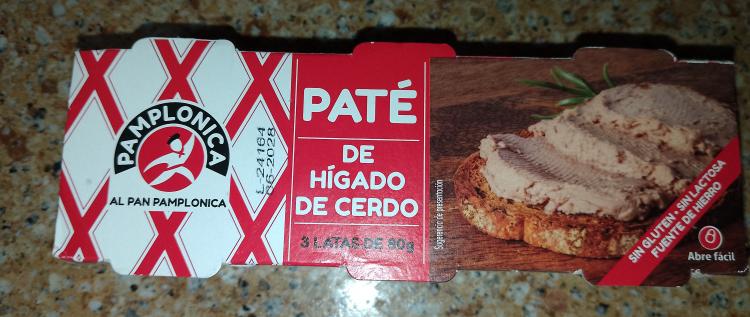 PAMPLONICA
AL PAN PAMPLONICA
L-24164
06-2028
PATÉ
DE
HÍGADO
DE CERDO
3 LATAS DE 80g
Sugerencia de presentación
SIN GLUTEN • SIN LACTOSA
FUENTE DE HIERRO
Abre fácil